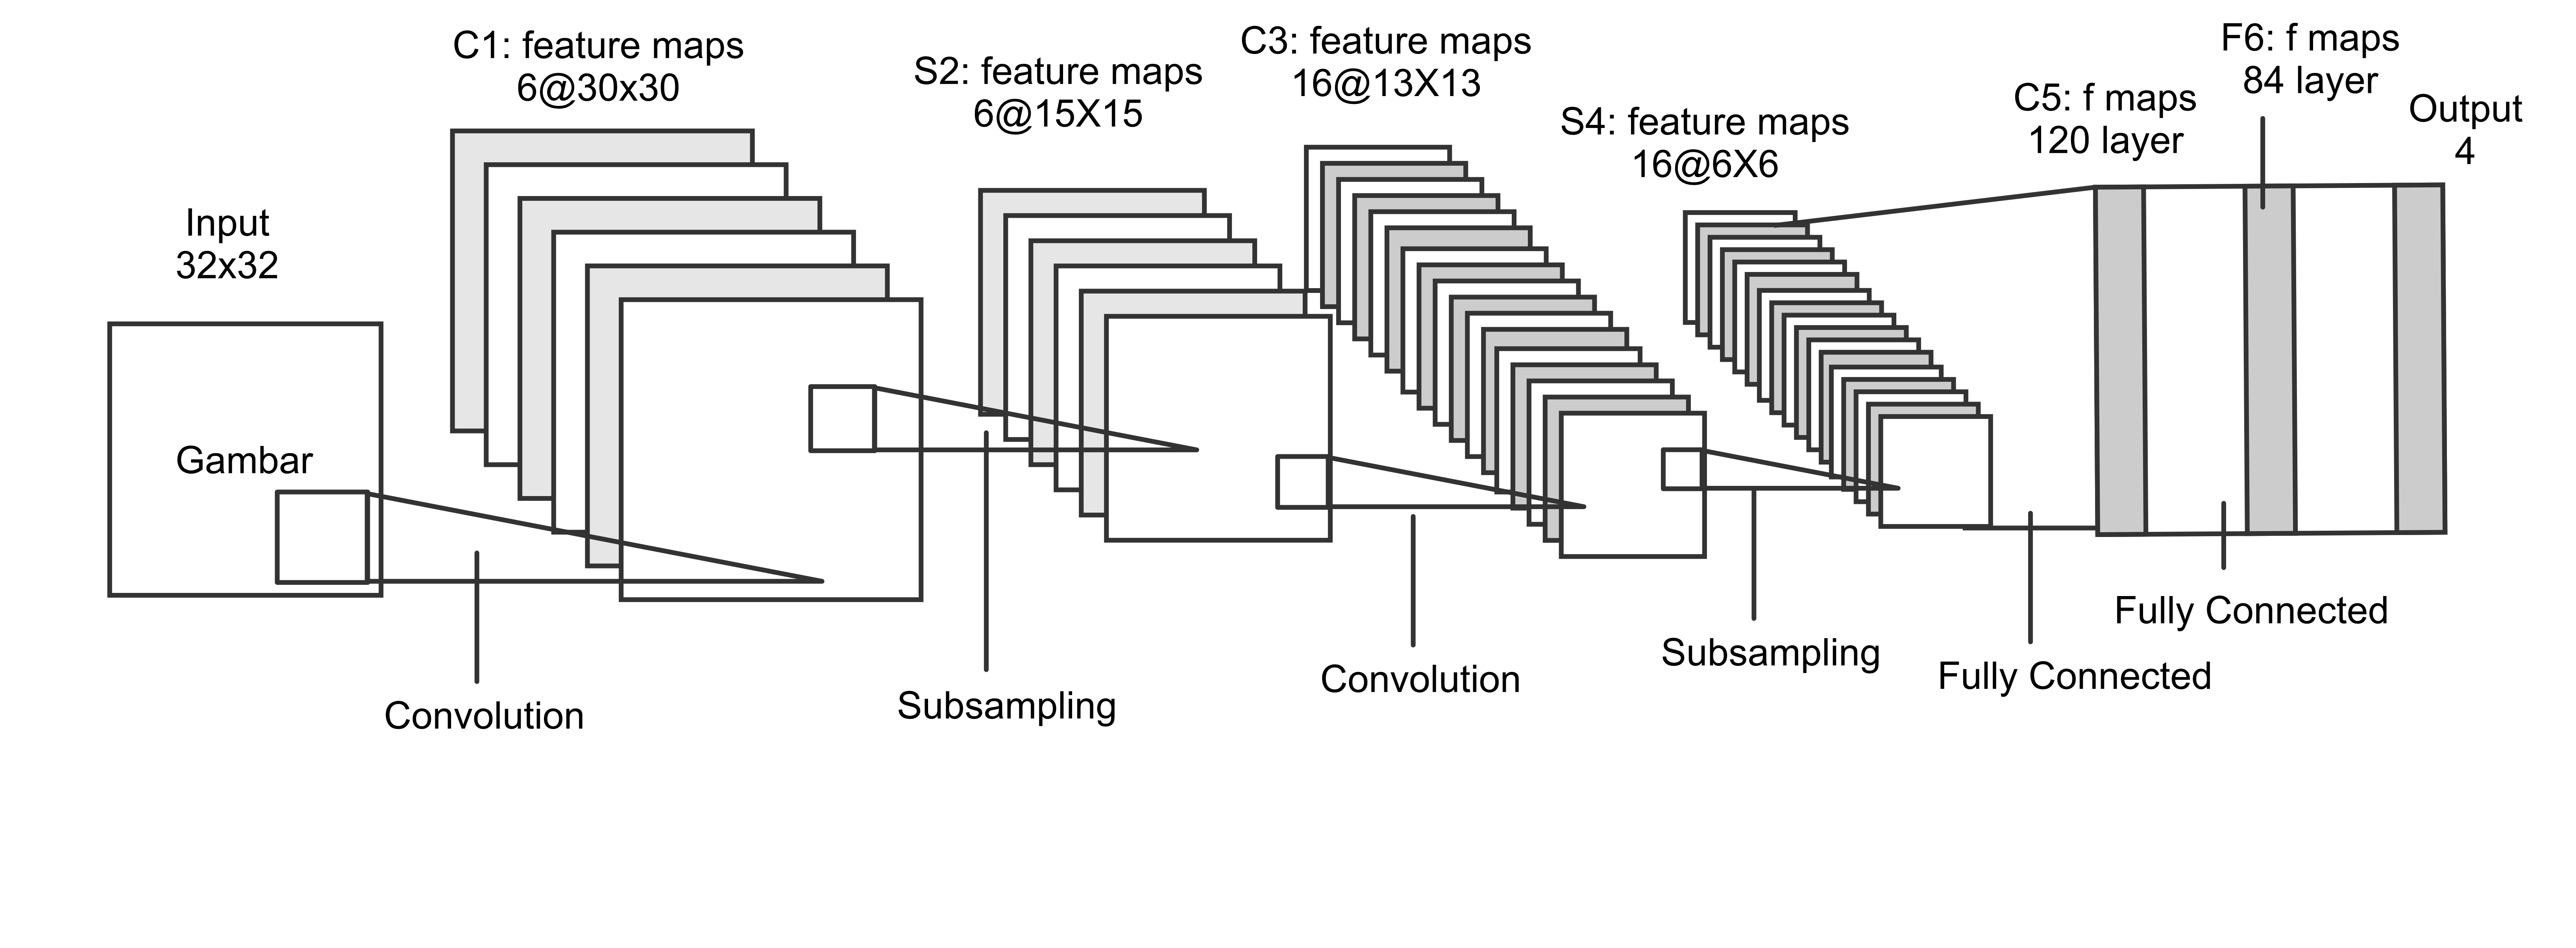 Input
32x32
Gambar
C1: feature maps
6@30x30
S2: feature maps
6@15X15
C3: feature maps
16@13X13
S4: feature maps
16@6X6
C5: f maps
120 layer
F6: f maps
84 layer
Output
4
Convolution
Subsampling
Convolution
Subsampling
Fully Connected
Fully Connected